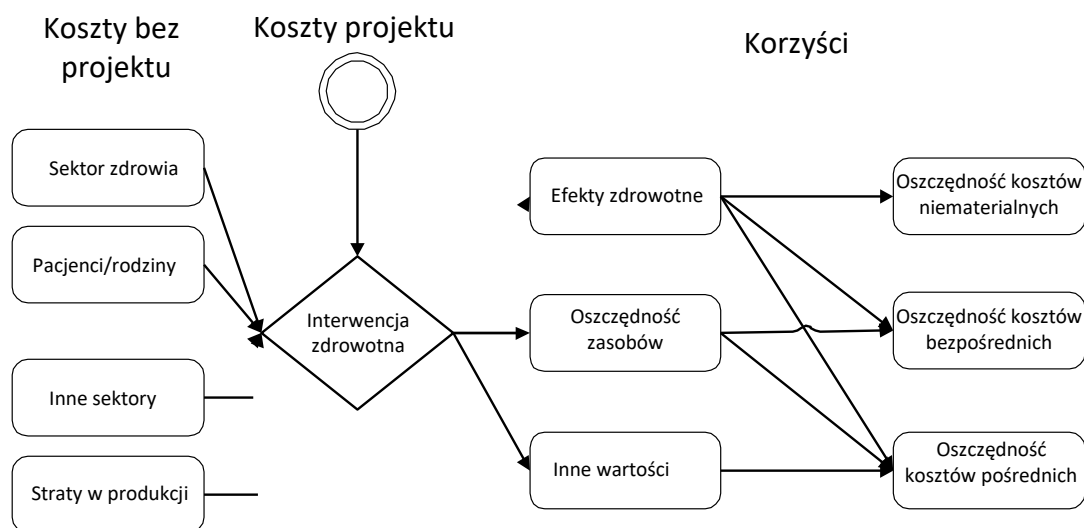 Koszty bez
projektu
Koszty projektu
Korzyści
Sektor zdrowia
Pacjenci/rodziny
Inne sektory
Straty w produkcji
Interwencja
zdrowotna
Efekty zdrowotne
Oszczędność
zasobów
Inne wartości
Oszczędność kosztów
niematerialnych
Oszczędność kosztów
bezpośrednich
Oszczędność
kosztów pośrednich